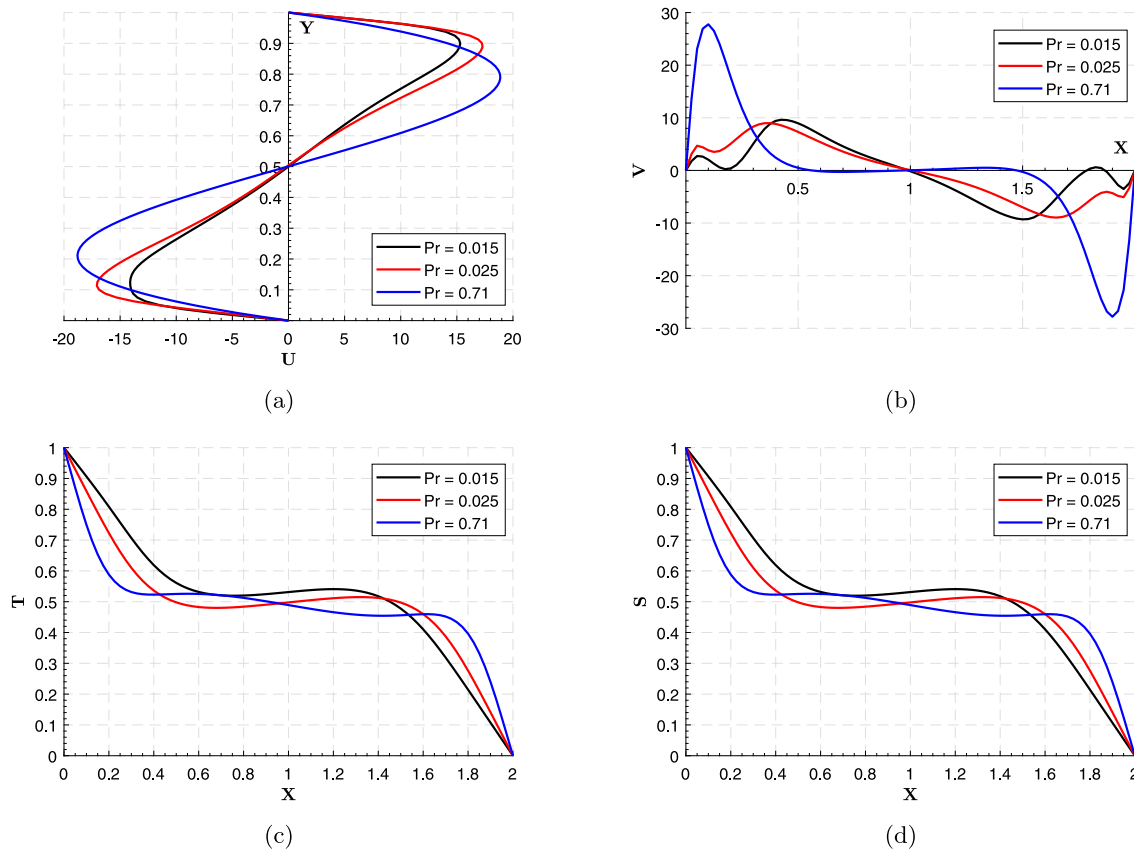 Y
0.9
0.8
0.7
0.6
0.5
0.4
0.3
0.2
0.1
Pr = 0.015
Pr = 0.025
Pr = 0.71
-20 -15 -10 -5 0 5 10 15 20
U
(a)
30
20
10
0
-10
-20
-30
V
Pr = 0.015
Pr = 0.025
Pr = 0.71
X
0.5 1 1.5
(b)
1
0.9
0.8
0.7
0.6
0.5
0.4
0.3
0.2
0.1
0
T
Pr = 0.015
Pr = 0.025
Pr = 0.71
0 0.2 0.4 0.6 0.8 1 1.2 1.4 1.6 1.8 2
X
(c)
1
0.9
0.8
0.7
0.6
0.5
0.4
0.3
0.2
0.1
0
S
Pr = 0.015
Pr = 0.025
Pr = 0.71
0 0.2 0.4 0.6 0.8 1 1.2 1.4 1.6 1.8 2
X
(d)